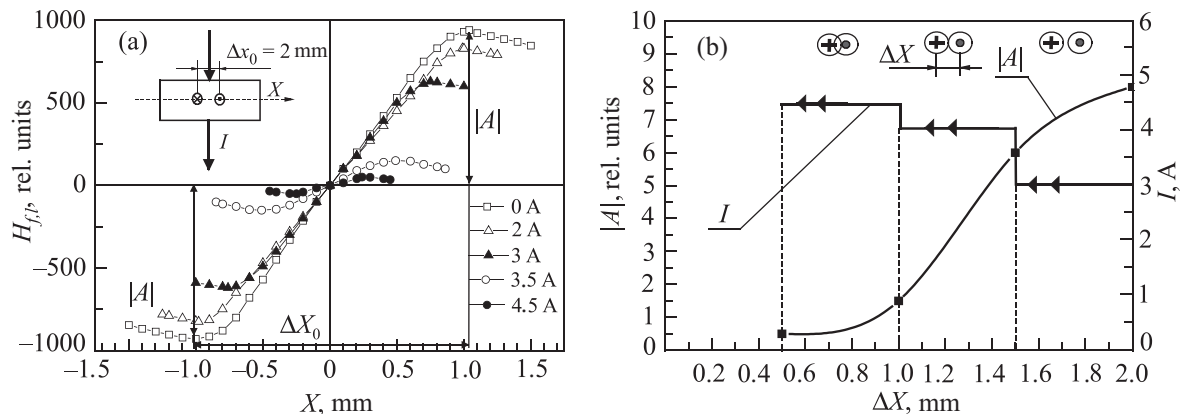 (a)
Δx₀ = 2 mm
X
I
|A|
|A|
ΔX₀
0 A
2 A
3 A
3.5 A
4.5 A
1000
500
0
–500
–1000
H_{f,l}, rel. units
–1.5
–1.0
–0.5
0
0.5
1.0
1.5
X, mm
(b)
ΔX
|A|
I
10
9
8
7
6
5
4
3
2
1
0
|A|, rel. units
6
5
4
3
2
1
0
I, A
0.2
0.4
0.6
0.8
1.0
1.2
1.4
1.6
1.8
2.0
ΔX, mm